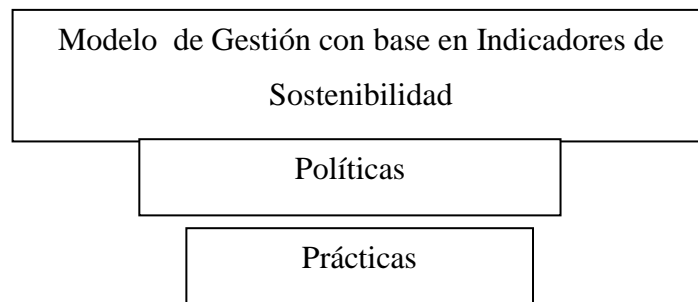 Modelo de Gestión con base en Indicadores de
Sostenibilidad
Políticas
Prácticas